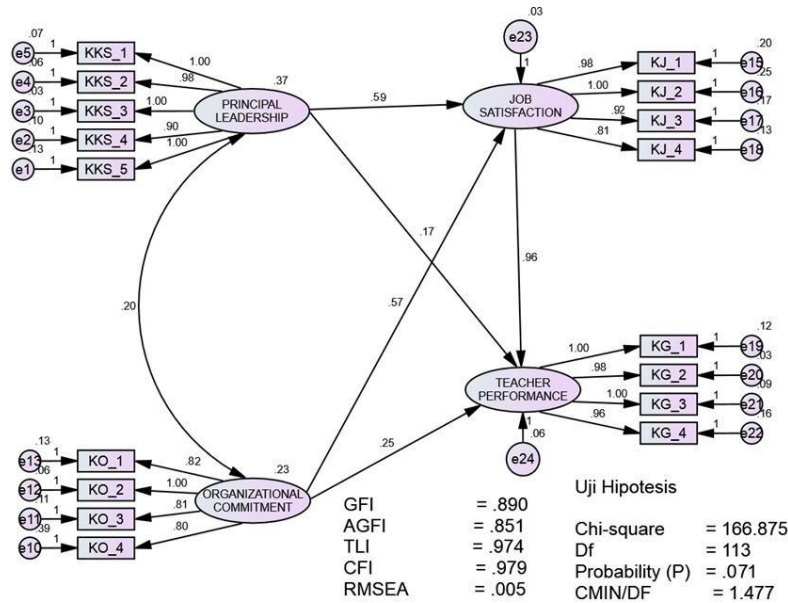 .07
e5
1
KKS_1
1.00
.06
e4
1
KKS_2
.98
.03
e3
1
KKS_3
1.00
.10
e2
1
KKS_4
.90
.13
e1
1
KKS_5
1.00
.37
PRINCIPAL
LEADERSHIP
.59
.03
e23
1
JOB
SATISFACTION
.98
KJ_1
1
.20
e15
1.00
KJ_2
1
.25
e16
.92
KJ_3
1
.17
e17
.81
KJ_4
1
.13
e18
.17
.96
.57
.20
.12
1.00
KG_1
1
e19
.03
.98
KG_2
1
e20
.09
1.00
KG_3
1
e21
.16
.96
KG_4
1
e22
TEACHER
PERFORMANCE
1
.06
e24
.25
.13
e13
1
KO_1
.82
.06
e12
1
KO_2
1.00
.11
e11
1
KO_3
.81
.39
e10
1
KO_4
.80
.23
ORGANIZATIONAL
COMMITMENT
GFI = .890
AGFI = .851
TLI = .974
CFI = .979
RMSEA = .005
Uji Hipotesis
Chi-square = 166.875
Df = 113
Probability (P) = .071
CMIN/DF = 1.477